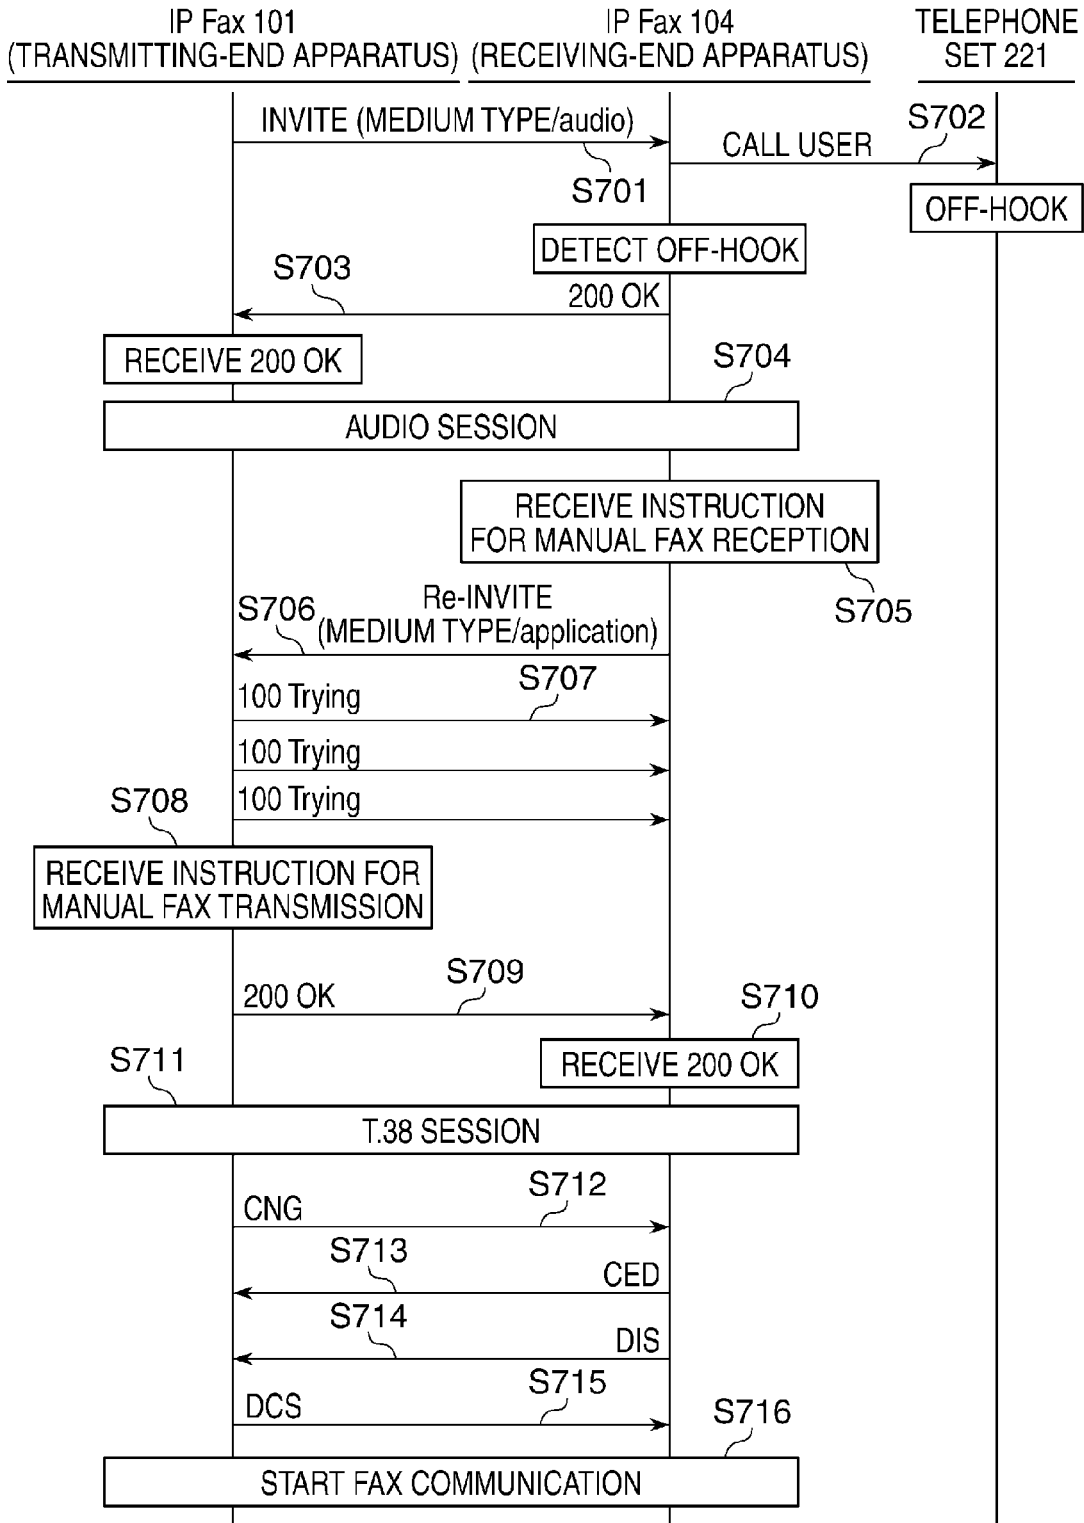 IP Fax 101
(TRANSMITTING-END APPARATUS)
IP Fax 104
(RECEIVING-END APPARATUS)
TELEPHONE
SET 221
INVITE (MEDIUM TYPE/audio)
S701
CALL USER
S702
OFF-HOOK
DETECT OFF-HOOK
S703
200 OK
RECEIVE 200 OK
S704
AUDIO SESSION
RECEIVE INSTRUCTION
FOR MANUAL FAX RECEPTION
S705
S706
Re-INVITE
(MEDIUM TYPE/application)
100 Trying
S707
100 Trying
100 Trying
S708
RECEIVE INSTRUCTION FOR
MANUAL FAX TRANSMISSION
200 OK
S709
S710
RECEIVE 200 OK
S711
T.38 SESSION
CNG
S712
S713
CED
S714
DIS
DCS
S715
S716
START FAX COMMUNICATION